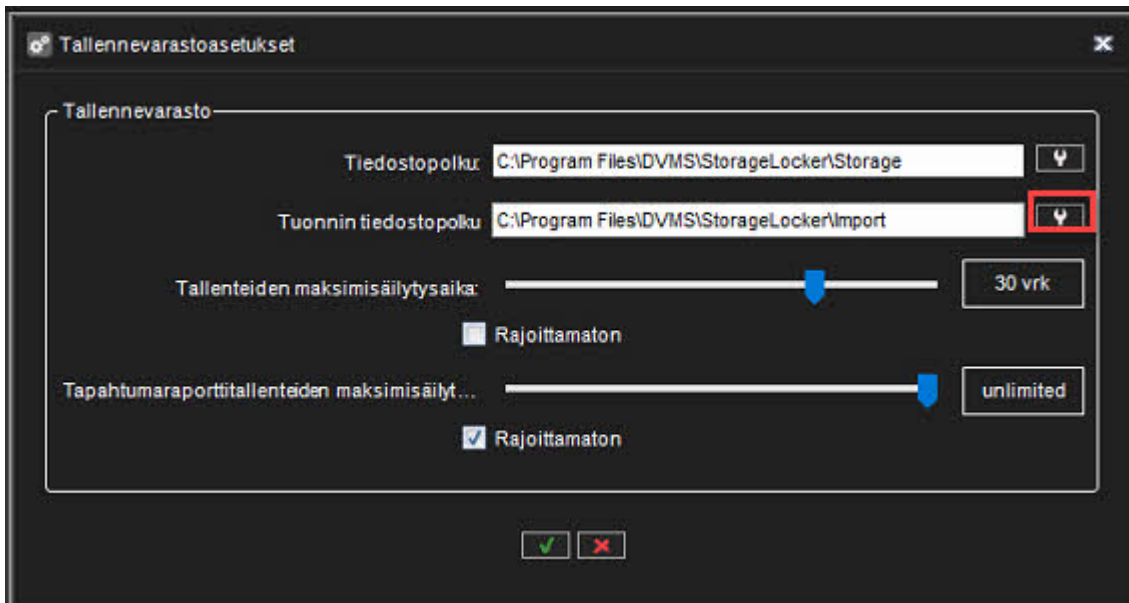 Tallennevarastoasetukset
Tallennevarasto
Tiedostopolku: C:\Program Files\DVMS\StorageLocker\Storage
Tuonnin tiedostopolku C:\Program Files\DVMS\StorageLocker\Import
Tallenteiden maksimisäilytysaika: 30 vrk
Rajoittamaton
Tapahtumaraporttitallenteiden maksimisäilyt... unlimited
Rajoittamaton